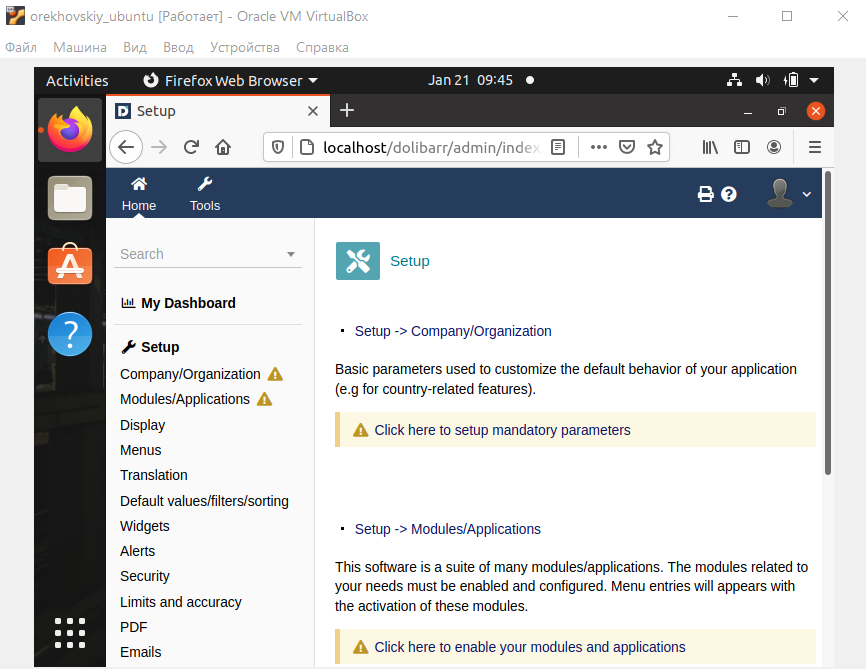 orekhovskiy_ubuntu [Работает] - Oracle VM VirtualBox
Файл Машина Вид Ввод Устройства Справка
Activities Firefox Web Browser Jan 21 09:45
Setup
localhost/dolibarr/admin/index
Home Tools
Search
My Dashboard
Setup
Company/Organization
Modules/Applications
Display
Menus
Translation
Default values/filters/sorting
Widgets
Alerts
Security
Limits and accuracy
PDF
Emails
Setup
Setup -> Company/Organization
Basic parameters used to customize the default behavior of your application
(e.g for country-related features).
Click here to setup mandatory parameters
Setup -> Modules/Applications
This software is a suite of many modules/applications. The modules related to
your needs must be enabled and configured. Menu entries will appears with
the activation of these modules.
Click here to enable your modules and applications